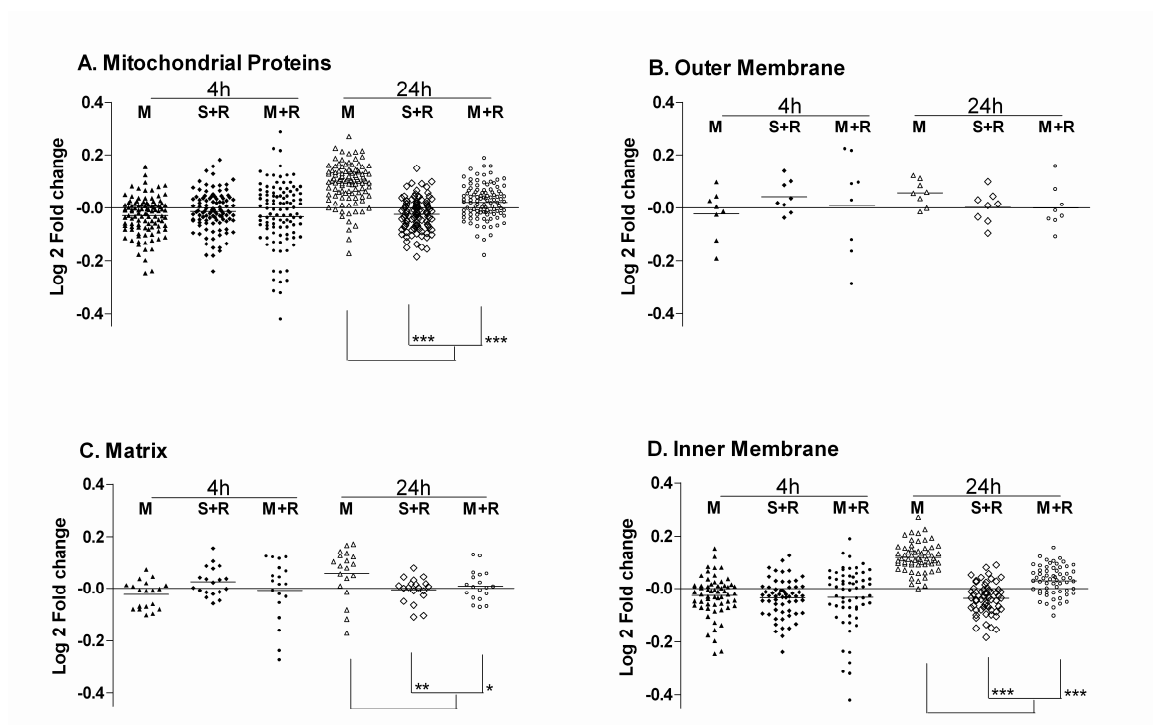 A. Mitochondrial Proteins
4h 24h
M S+R M+R M S+R M+R
Log 2 Fold change
0.4
0.2
-0.0
-0.2
-0.4
*** ***
B. Outer Membrane
4h 24h
M S+R M+R M S+R M+R
Log 2 Fold change
0.4
0.2
-0.0
-0.2
-0.4
C. Matrix
4h 24h
M S+R M+R M S+R M+R
Log 2 Fold change
0.4
0.2
-0.0
-0.2
-0.4
** *
D. Inner Membrane
4h 24h
M S+R M+R M S+R M+R
Log 2 Fold change
0.4
0.2
-0.0
-0.2
-0.4
*** ***